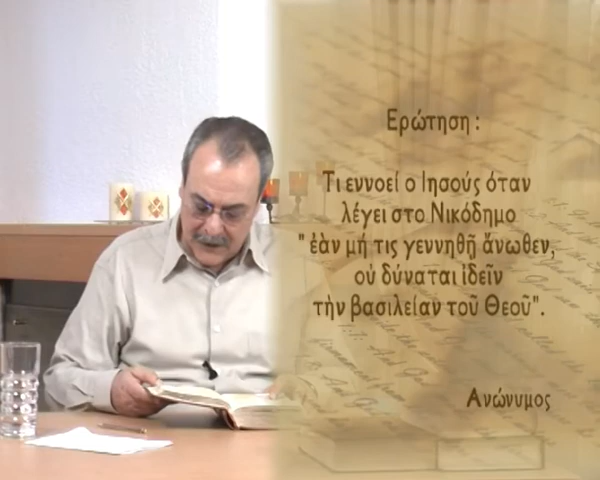 Ερώτηση :
Τι εννοεί ο Ιησούς όταν
λέγει στο Νικόδημο
" ἐὰν μή τις γεννηθῇ ἄνωθεν,
οὐ δύναται ἰδεῖν
τὴν βασιλείαν τοῦ Θεοῦ".
Ανώνυμος